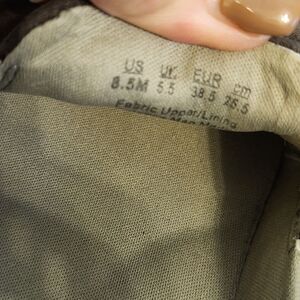 US UK EUR cm
8.5M 5.5 38.5 25.5
Fabric Upper/Lining